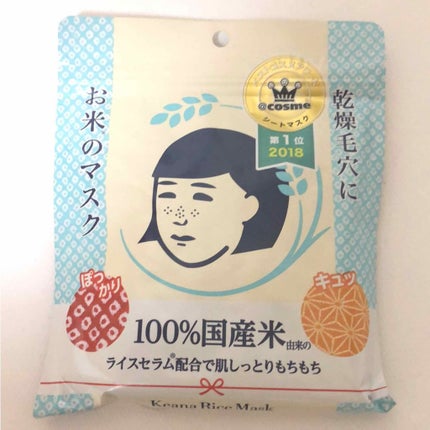 乾燥毛穴に
お米のマスク
@cosme
シートマスク
第1位
2018
ぽっかり
キュッ
100%国産米由来の
ライスセラム®配合で肌しっとりもちもち
Keana Rice Mask